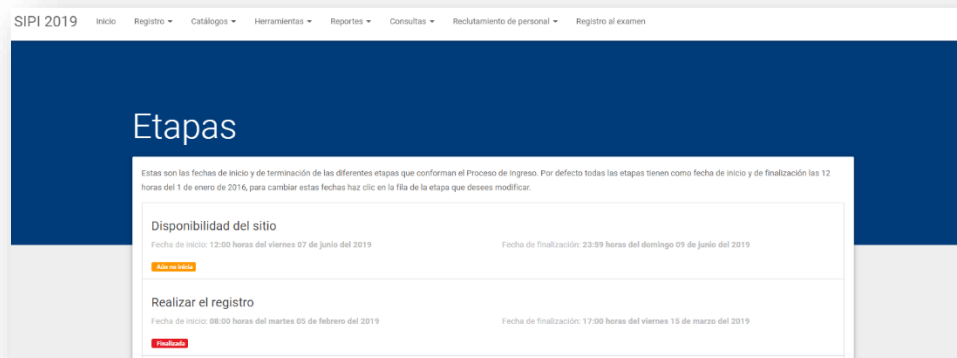 SIPI 2019 Inicio Registro Catálogos Herramientas Reportes Consultas Reclutamiento de personal Registro al examen
Etapas
Estas son las fechas de inicio y de terminación de las diferentes etapas que conforman el Proceso de Ingreso. Por defecto todas las etapas tienen como fecha de inicio y de finalización las 12
horas del 1 de enero de 2016, para cambiar estas fechas haz clic en la fila de la etapa que desees modificar.
Disponibilidad del sitio
Fecha de inicio: 12:00 horas del viernes 07 de junio del 2019 Fecha de finalización: 23:59 horas del domingo 09 de junio del 2019
Aún no inicia
Realizar el registro
Fecha de inicio: 08:00 horas del martes 05 de febrero del 2019 Fecha de finalización: 17:00 horas del viernes 15 de marzo del 2019
Finalizada